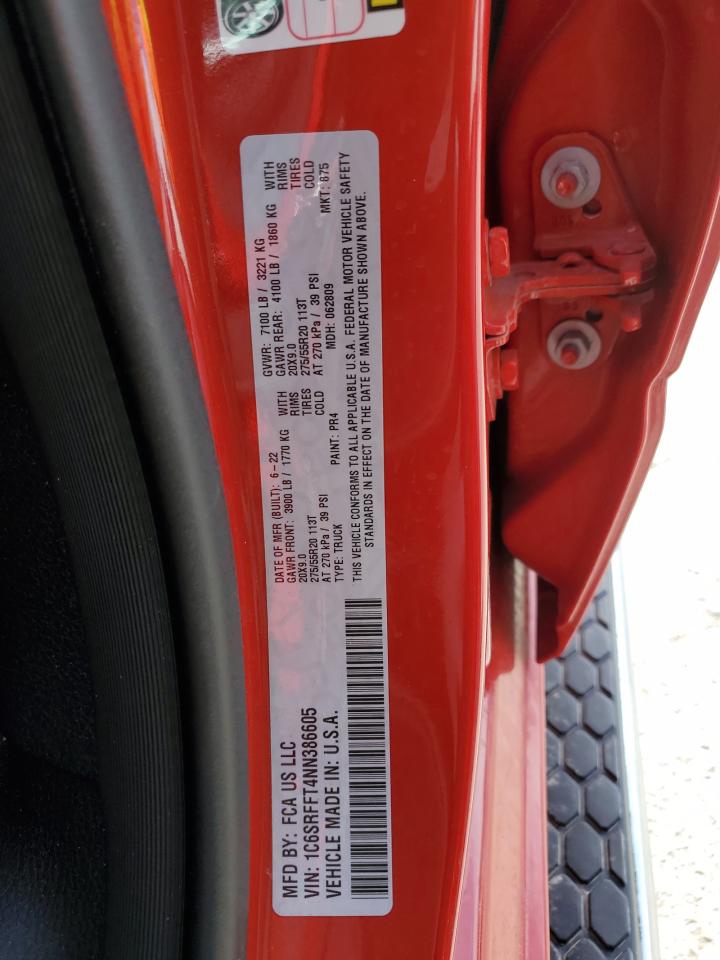 MFD BY: FCA US LLC
VIN: 1C6SRFFT4NN386605
VEHICLE MADE IN: U.S.A.
DATE OF MFR (BUILT): 6-22 GVWR: 7100 LB / 3221 KG
GAWR FRONT: 3900 LB / 1770 KG WITH GAWR REAR: 4100 LB / 1860 KG WITH
20X9.0 RIMS 20X9.0 RIMS
275/55R20 113T TIRES 275/55R20 113T TIRES
AT 270 kPa / 39 PSI COLD AT 270 kPa / 39 PSI COLD
TYPE: TRUCK PAINT: PR4 MDH: 062809 MKT: 875
THIS VEHICLE CONFORMS TO ALL APPLICABLE U.S.A. FEDERAL MOTOR VEHICLE SAFETY
STANDARDS IN EFFECT ON THE DATE OF MANUFACTURE SHOWN ABOVE.